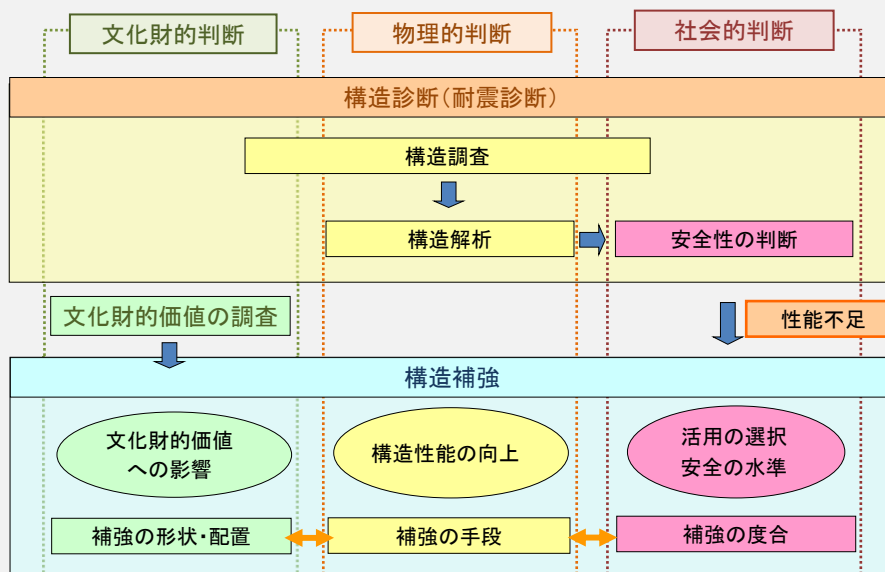 文化財的判断
物理的判断
社会的判断
構造診断（耐震診断）
構造調査
構造解析
安全性の判断
文化財的価値の調査
性能不足
構造補強
文化財的価値
への影響
構造性能の向上
活用の選択
安全の水準
補強の形状・配置
補強の手段
補強の度合